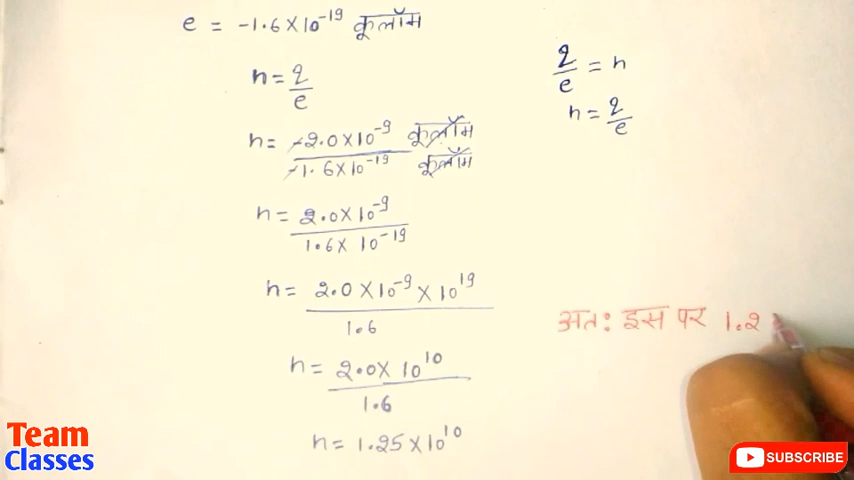 e = -1.6 × 10⁻¹⁹ कूलॉम
n = q/e
n = -2.0 × 10⁻⁹ कूलॉम / -1.6 × 10⁻¹⁹ कूलॉम
n = 2.0 × 10⁻⁹ / 1.6 × 10⁻¹⁹
n = 2.0 × 10⁻⁹ × 10¹⁹ / 1.6
n = 2.0 × 10¹⁰ / 1.6
n = 1.25 × 10¹⁰
q/e = n
n = q/e
अतः इस पर 1.2
Team
Classes
SUBSCRIBE